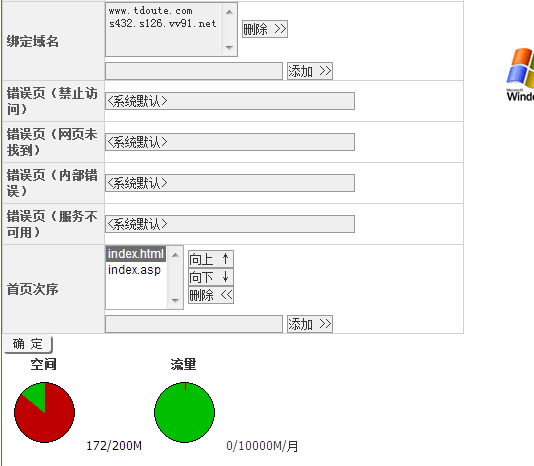 绑定域名
www.tdoute.com
s432.s126.vv91.net
删除 >>
添加 >>
错误页（禁止访
问）
<系统默认>
错误页（网页未
找到）
<系统默认>
错误页（内部错
误）
<系统默认>
错误页（服务不
可用）
<系统默认>
首页次序
index.html
index.asp
向上 ↑
向下 ↓
删除 <<
添加 >>
确 定
空间
流量
172/200M
0/10000M/月
Microsoft
Windo